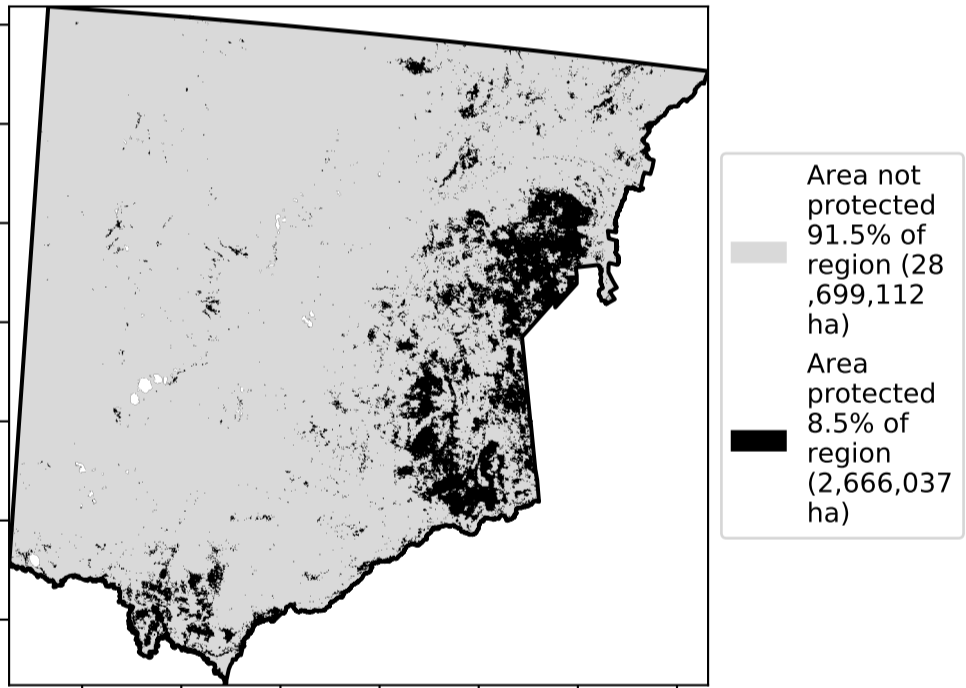 Area not
protected
91.5% of
region (28
,699,112
ha)
Area
protected
8.5% of
region
(2,666,037
ha)